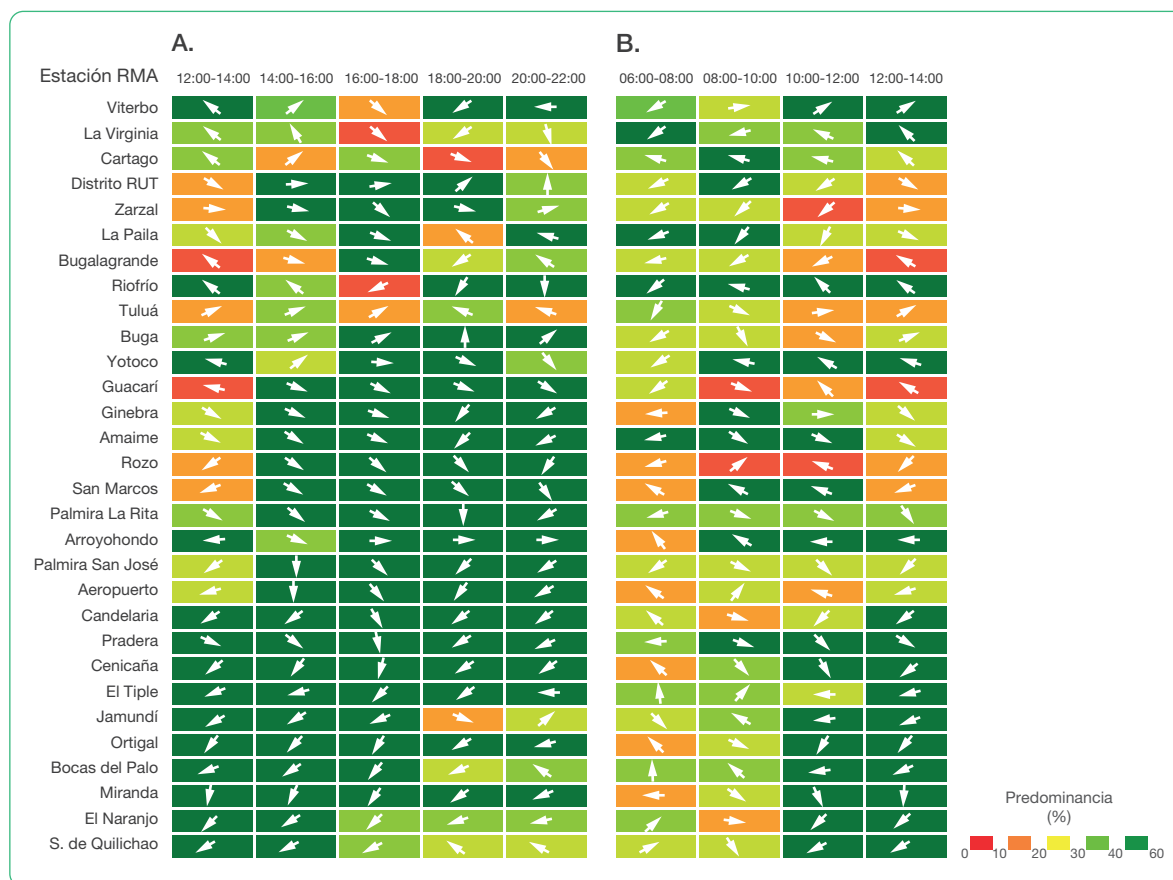 A.
B.
Estación RMA
12:00-14:00 14:00-16:00 16:00-18:00 18:00-20:00 20:00-22:00
06:00-08:00 08:00-10:00 10:00-12:00 12:00-14:00
Viterbo
La Virginia
Cartago
Distrito RUT
Zarzal
La Paila
Bugalagrande
Riofrío
Tuluá
Buga
Yotoco
Guacarí
Ginebra
Amaime
Rozo
San Marcos
Palmira La Rita
Arroyohondo
Palmira San José
Aeropuerto
Candelaria
Pradera
Cenicaña
El Tiple
Jamundí
Ortigal
Bocas del Palo
Miranda
El Naranjo
S. de Quilichao
Predominancia
(%)
0 10 20 30 40 60